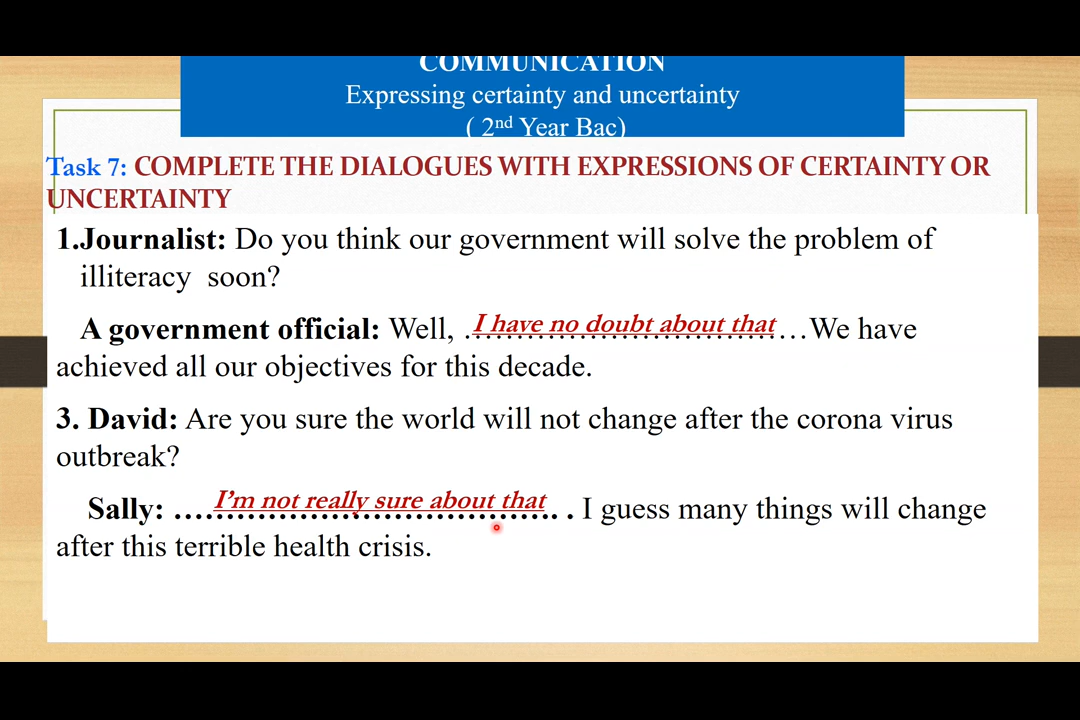 COMMUNICATION
Expressing certainty and uncertainty
( 2nd Year Bac)
Task 7: COMPLETE THE DIALOGUES WITH EXPRESSIONS OF CERTAINTY OR
UNCERTAINTY
1.Journalist: Do you think our government will solve the problem of
illiteracy soon?
A government official: Well, .I have no doubt about that...We have
achieved all our objectives for this decade.
3. David: Are you sure the world will not change after the corona virus
outbreak?
Sally: ....I'm not really sure about that.. . I guess many things will change
after this terrible health crisis.